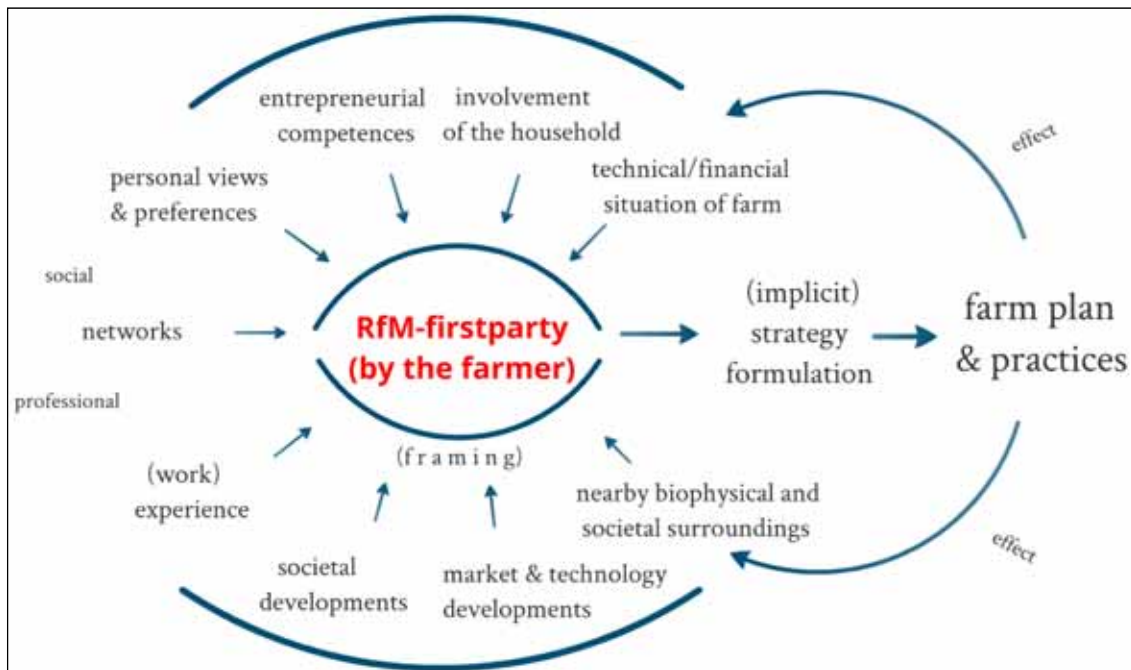 entrepreneurial
competences
involvement
of the household
personal views
& preferences
technical/financial
situation of farm
effect
social
networks
professional
RfM-firstparty
(by the farmer)
(framing)
(implicit)
strategy
formulation
farm plan
& practices
(work)
experience
nearby biophysical and
societal surroundings
societal
developments
market & technology
developments
effect